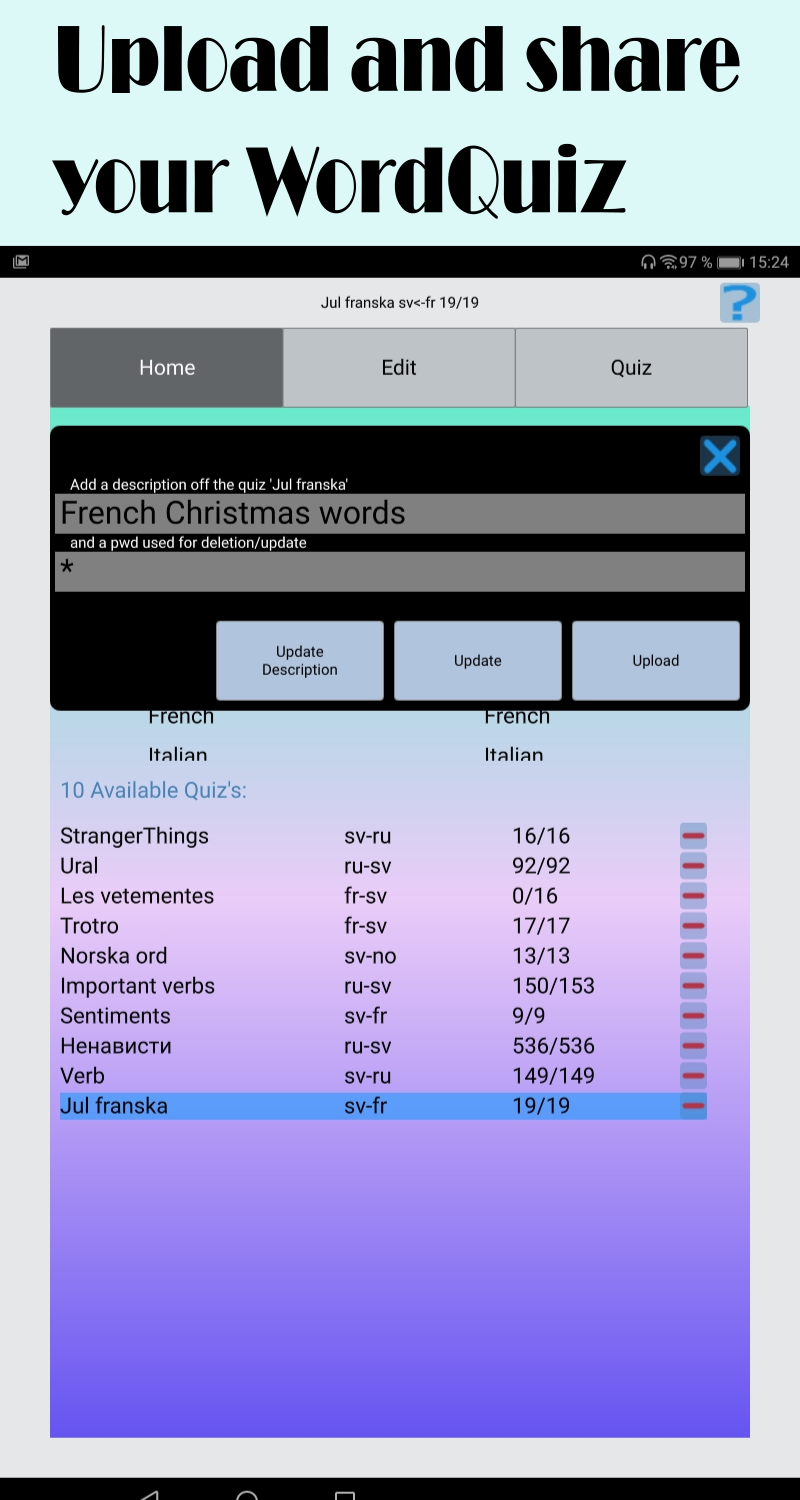 Upload and share
your WordQuiz
97 % 15:24
Jul franska sv<-fr 19/19
?
Home Edit Quiz
Add a description off the quiz 'Jul franska'
French Christmas words
and a pwd used for deletion/update
*
Update Description Update Upload
French French
Italian Italian
10 Available Quiz's:
StrangerThings sv-ru 16/16
Ural ru-sv 92/92
Les vetementes fr-sv 0/16
Trotro fr-sv 17/17
Norska ord sv-no 13/13
Important verbs ru-sv 150/153
Sentiments sv-fr 9/9
Ненависти ru-sv 536/536
Verb sv-ru 149/149
Jul franska sv-fr 19/19